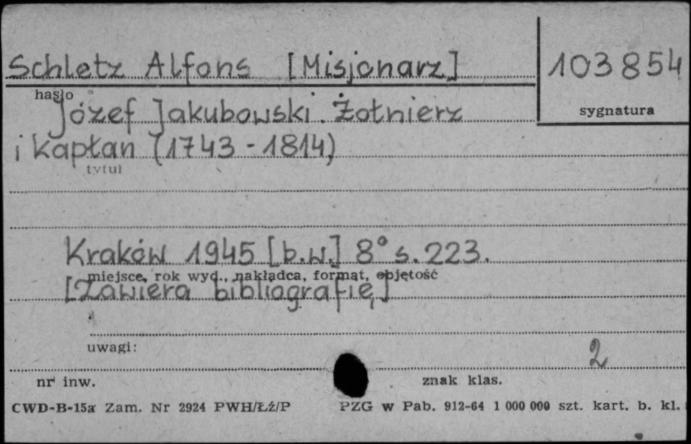 Schletz Alfons [Misjonarz]
103854
hasło
sygnatura
Józef Jakubowski. Żołnierz
i kapłan (1743 - 1814)
tytuł
Kraków 1945 [b.w.] 8° s. 223.
miejsce, rok wyd., nakładca, format, objętość
[Zawiera bibliografię]
uwagi:
2
nr inw.
znak klas.
CWD-B-15a Zam. Nr 2924 PWH/Łź/P
PZG w Pab. 912-64 1 000 000 szt. kart. b. kl.